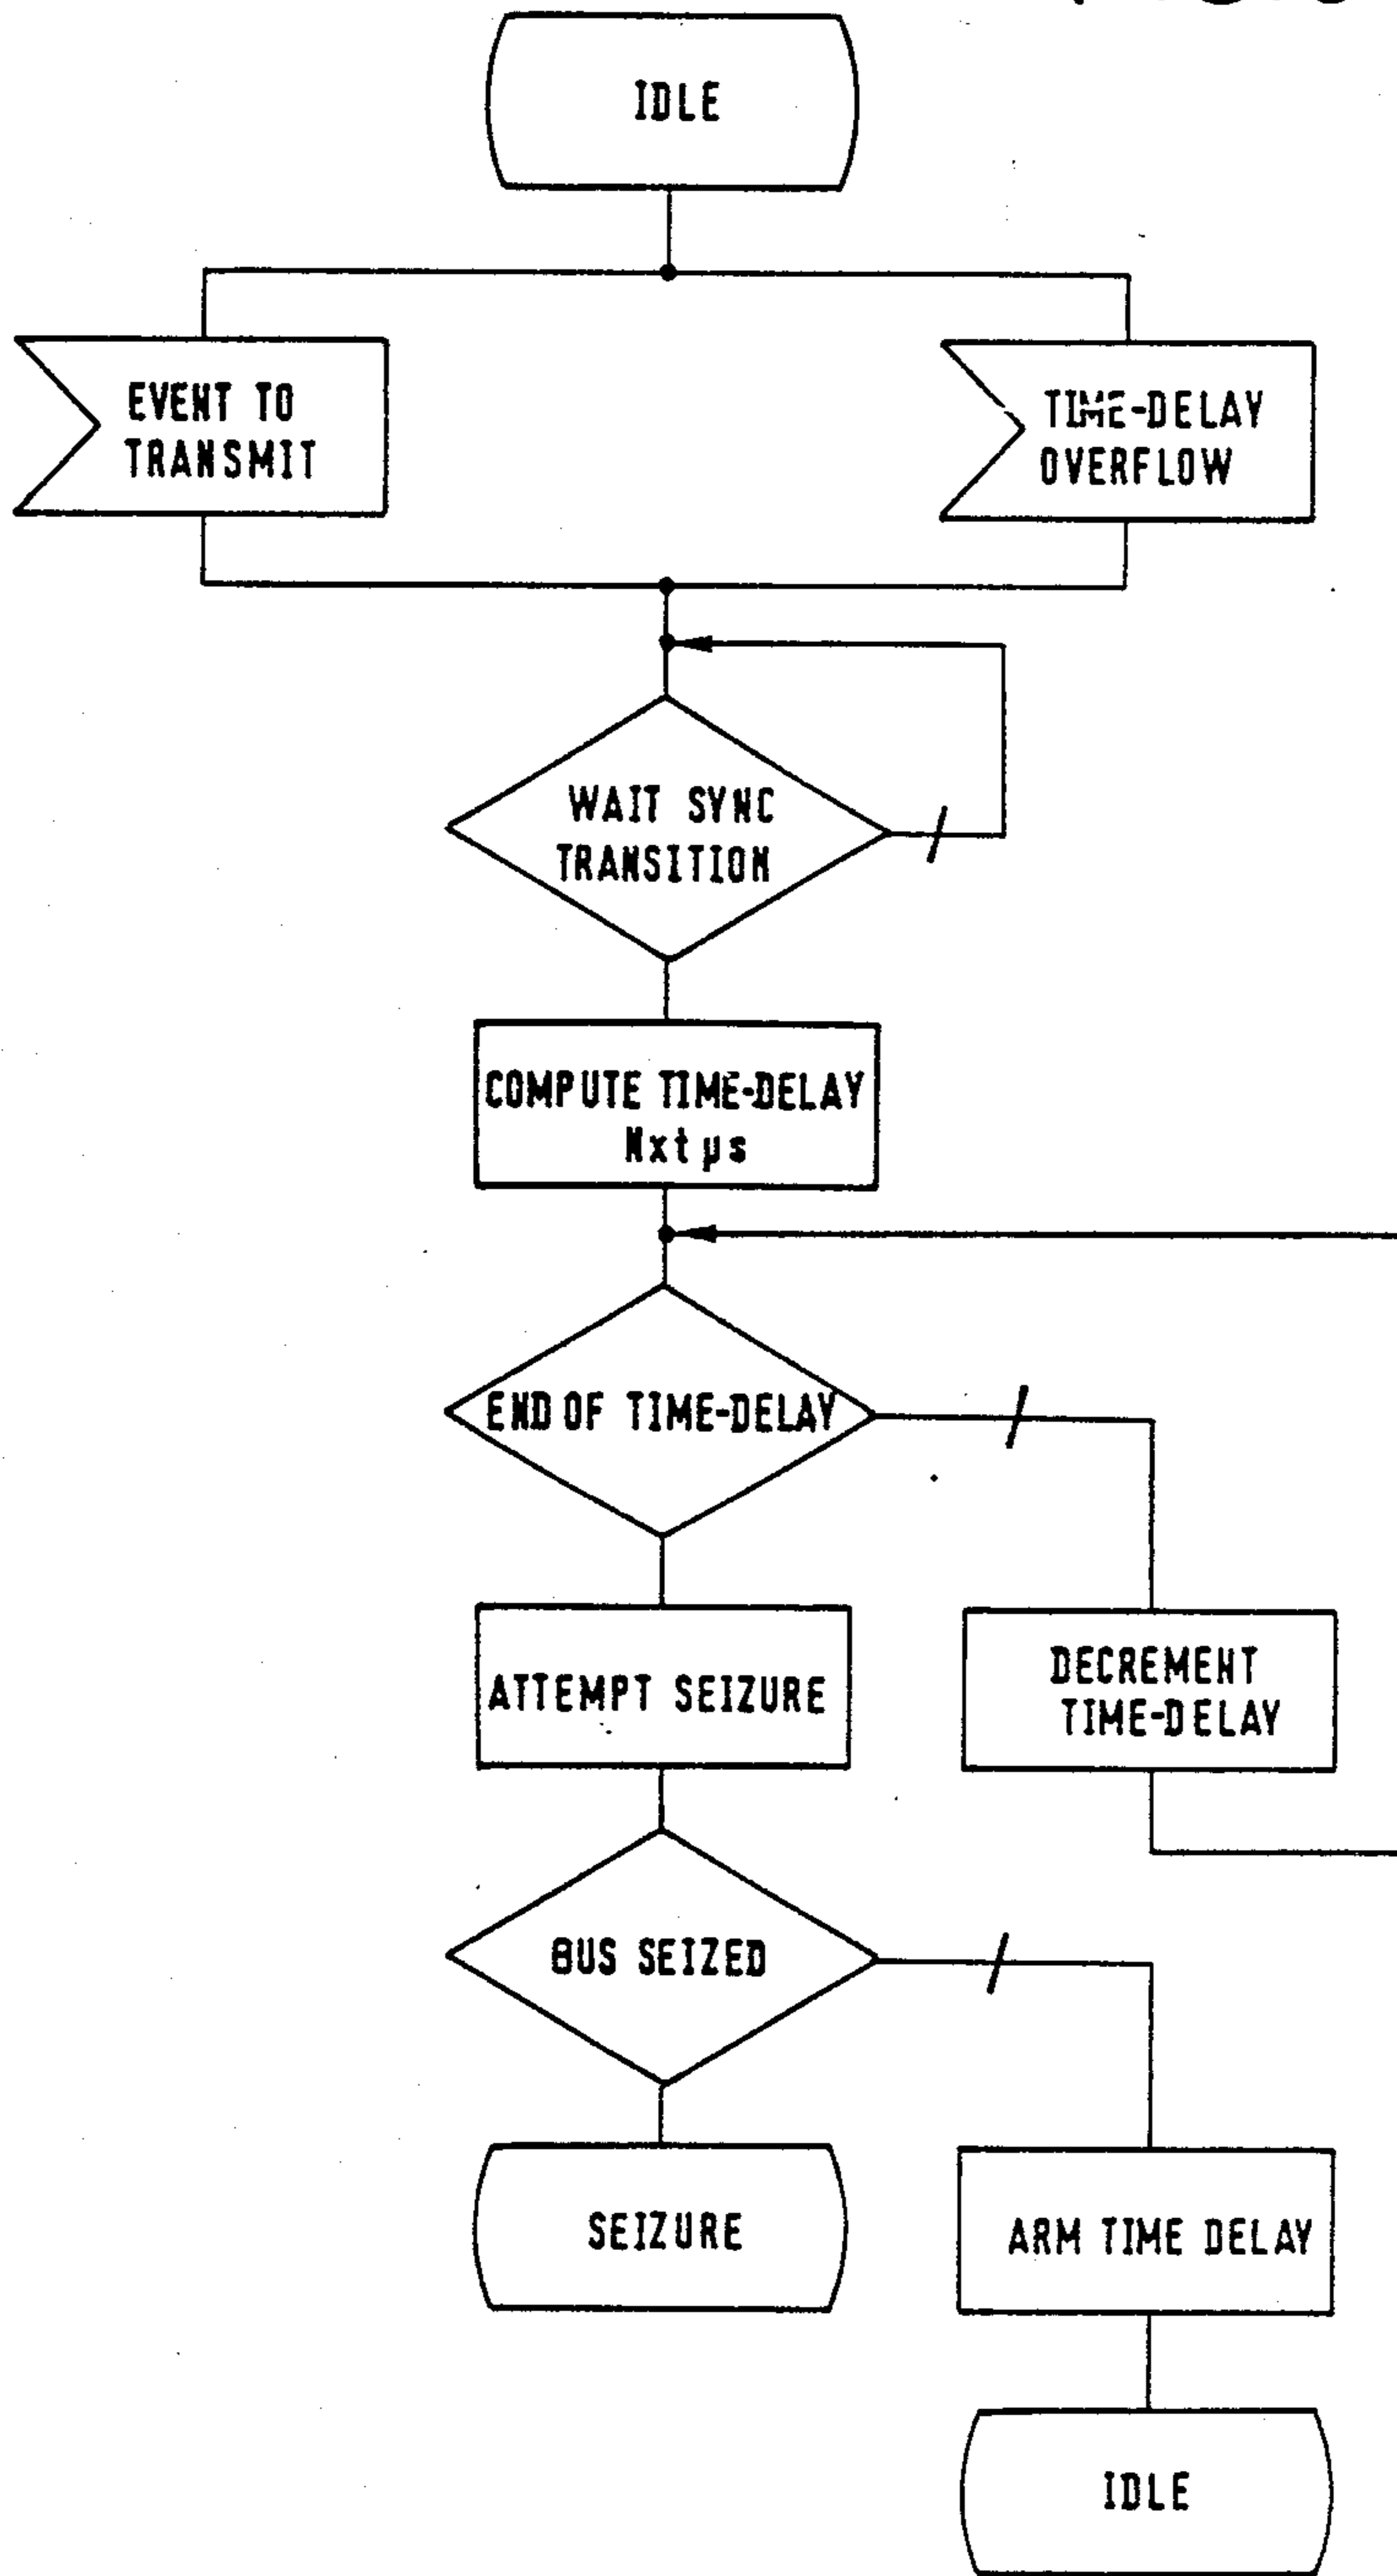 IDLE
EVENT TO
TRANSMIT
TIME-DELAY
OVERFLOW
WAIT SYNC
TRANSITION
COMPUTE TIME-DELAY
Nxt µs
END OF TIME-DELAY
ATTEMPT SEIZURE
DECREMENT
TIME-DELAY
BUS SEIZED
SEIZURE
ARM TIME DELAY
IDLE